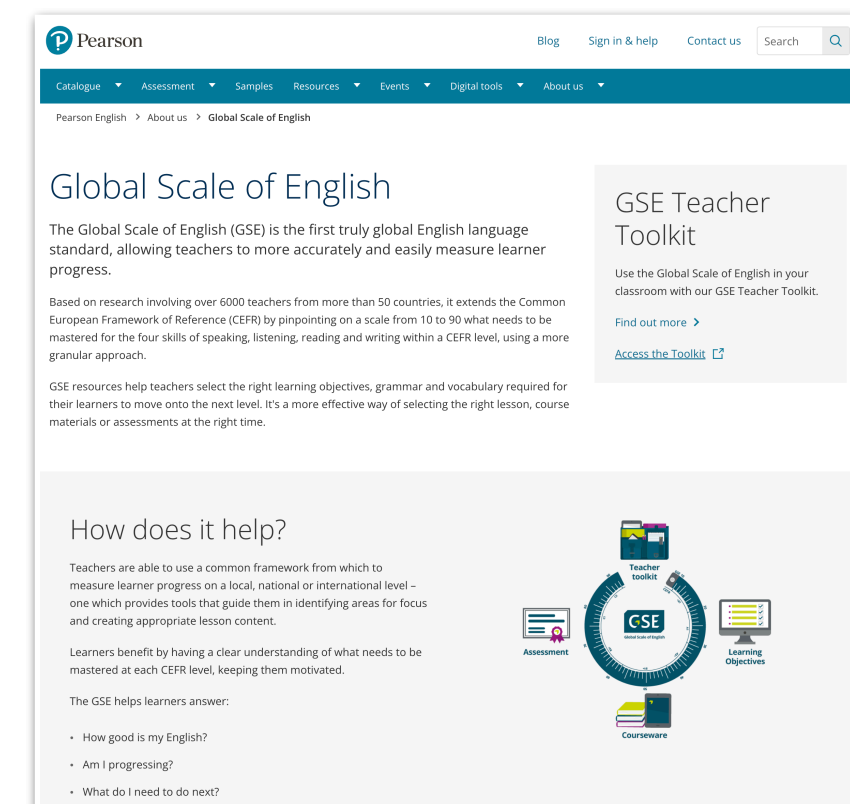 Pearson
Blog Sign in & help Contact us Search
Catalogue Assessment Samples Resources Events Digital tools About us
Pearson English > About us > Global Scale of English
Global Scale of English
The Global Scale of English (GSE) is the first truly global English language
standard, allowing teachers to more accurately and easily measure learner
progress.
Based on research involving over 6000 teachers from more than 50 countries, it extends the Common
European Framework of Reference (CEFR) by pinpointing on a scale from 10 to 90 what needs to be
mastered for the four skills of speaking, listening, reading and writing within a CEFR level, using a more
granular approach.
GSE resources help teachers select the right learning objectives, grammar and vocabulary required for
their learners to move onto the next level. It's a more effective way of selecting the right lesson, course
materials or assessments at the right time.
GSE Teacher
Toolkit
Use the Global Scale of English in your
classroom with our GSE Teacher Toolkit.
Find out more >
Access the Toolkit
How does it help?
Teachers are able to use a common framework from which to
measure learner progress on a local, national or international level –
one which provides tools that guide them in identifying areas for focus
and creating appropriate lesson content.
Learners benefit by having a clear understanding of what needs to be
mastered at each CEFR level, keeping them motivated.
The GSE helps learners answer:
• How good is my English?
• Am I progressing?
• What do I need to do next?
Teacher
toolkit
GSE
Global Scale of English
Assessment
Learning
Objectives
Courseware